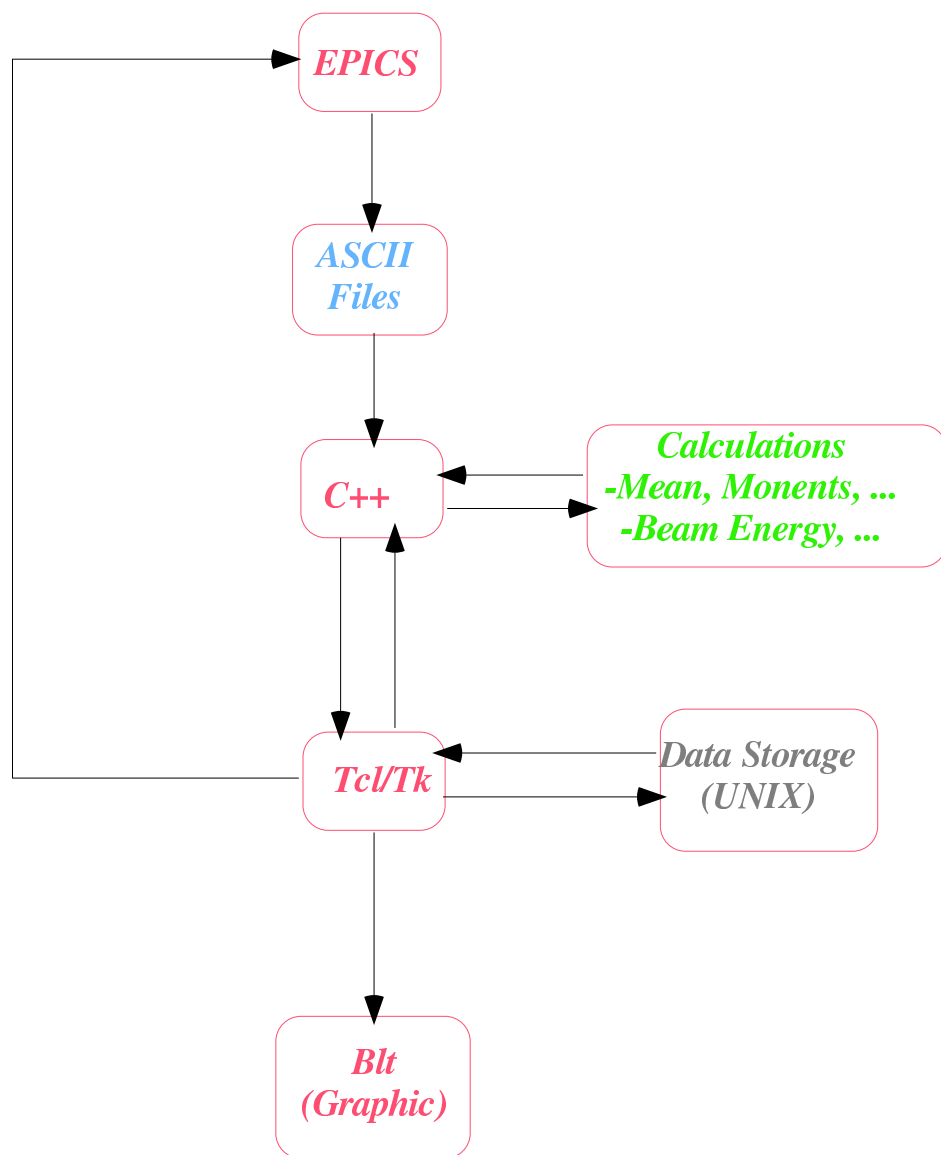 EPICS
ASCII
Files
Calculations
-Mean, Monents, ...
-Beam Energy, ...
C++
Data Storage
(UNIX)
Tcl/Tk
Blt
(Graphic)